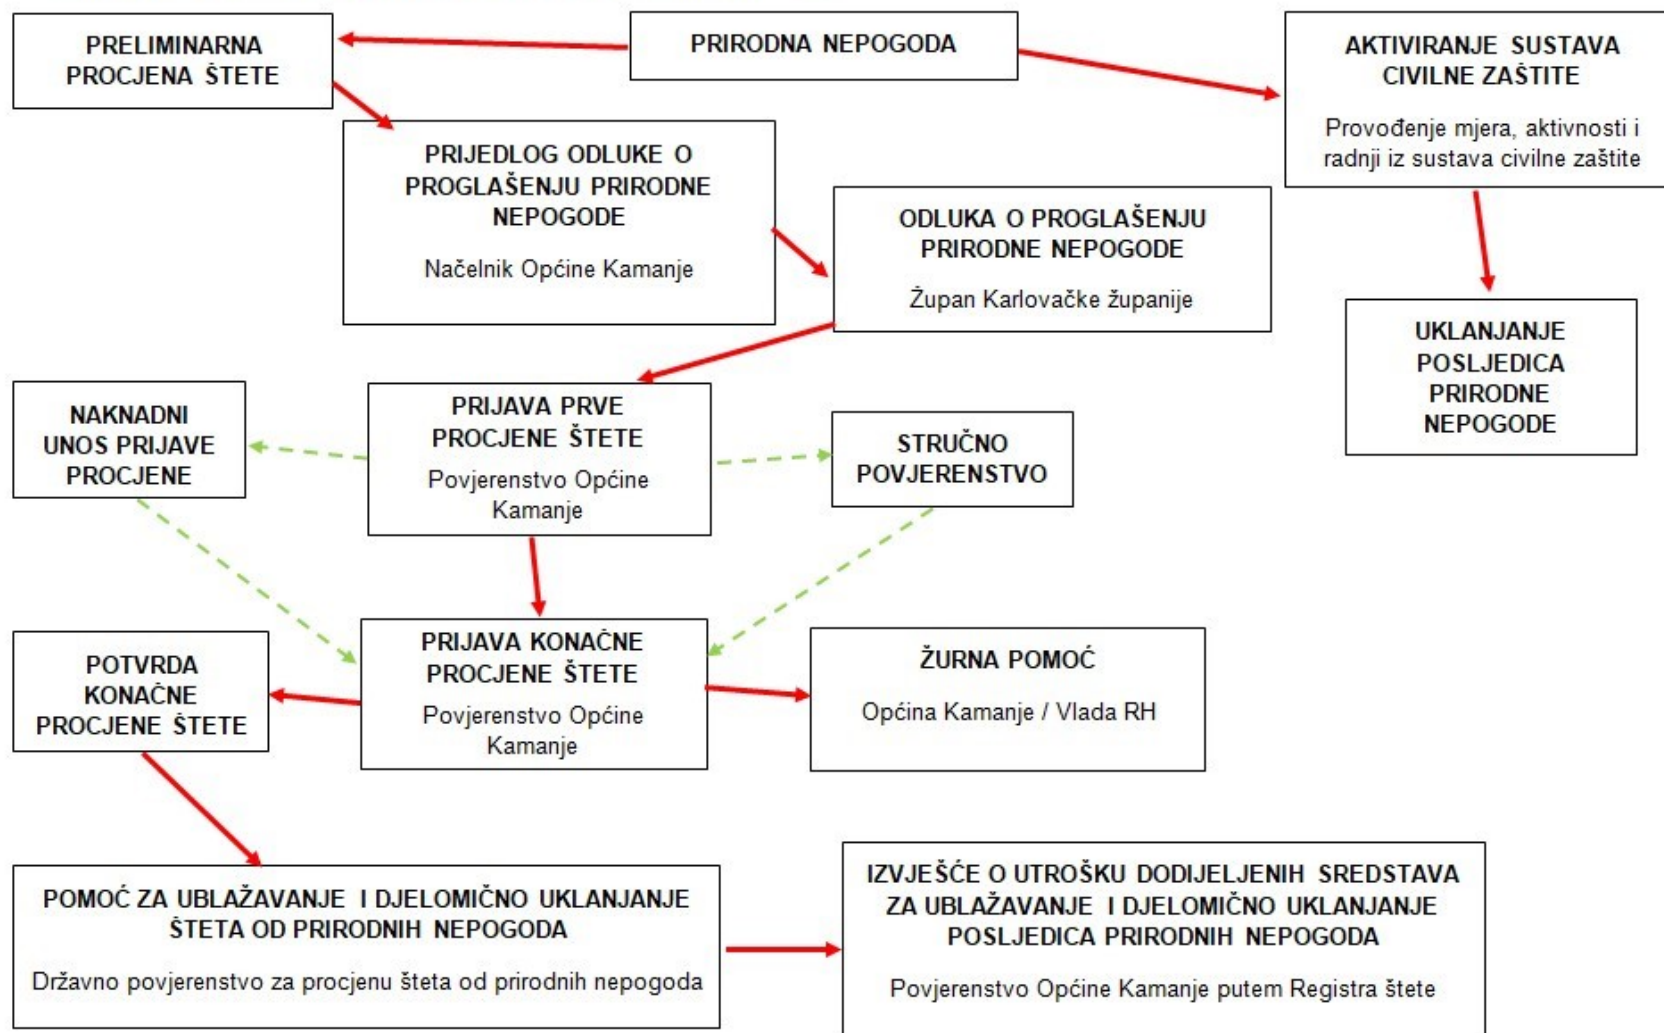 PRELIMINARNA
PROCJENA ŠTETE
PRIRODNA NEPOGODA
AKTIVIRANJE SUSTAVA
CIVILNE ZAŠTITE
Provođenje mjera, aktivnosti i
radnji iz sustava civilne zaštite
PRIJEDLOG ODLUKE O
PROGLAŠENJU PRIRODNE
NEPOGODE
Načelnik Općine Kamanje
ODLUKA O PROGLAŠENJU
PRIRODNE NEPOGODE
Župan Karlovačke županije
UKLANJANJE
POSLJEDICA
PRIRODNE
NEPOGODE
NAKNADNI
UNOS PRIJAVE
PROCJENE
PRIJAVA PRVE
PROCJENE ŠTETE
Povjerenstvo Općine
Kamanje
STRUČNO
POVJERENSTVO
POTVRDA
KONAČNE
PROCJENE ŠTETE
PRIJAVA KONAČNE
PROCJENE ŠTETE
Povjerenstvo Općine
Kamanje
ŽURNA POMOĆ
Općina Kamanje / Vlada RH
POMOĆ ZA UBLAŽAVANJE I DJELOMIČNO UKLANJANJE
ŠTETA OD PRIRODNIH NEPOGODA
Državno povjerenstvo za procjenu šteta od prirodnih nepogoda
IZVJEŠĆE O UTROŠKU DODIJELJENIH SREDSTAVA
ZA UBLAŽAVANJE I DJELOMIČNO UKLANJANJE
POSLJEDICA PRIRODNIH NEPOGODA
Povjerenstvo Općine Kamanje putem Registra štete